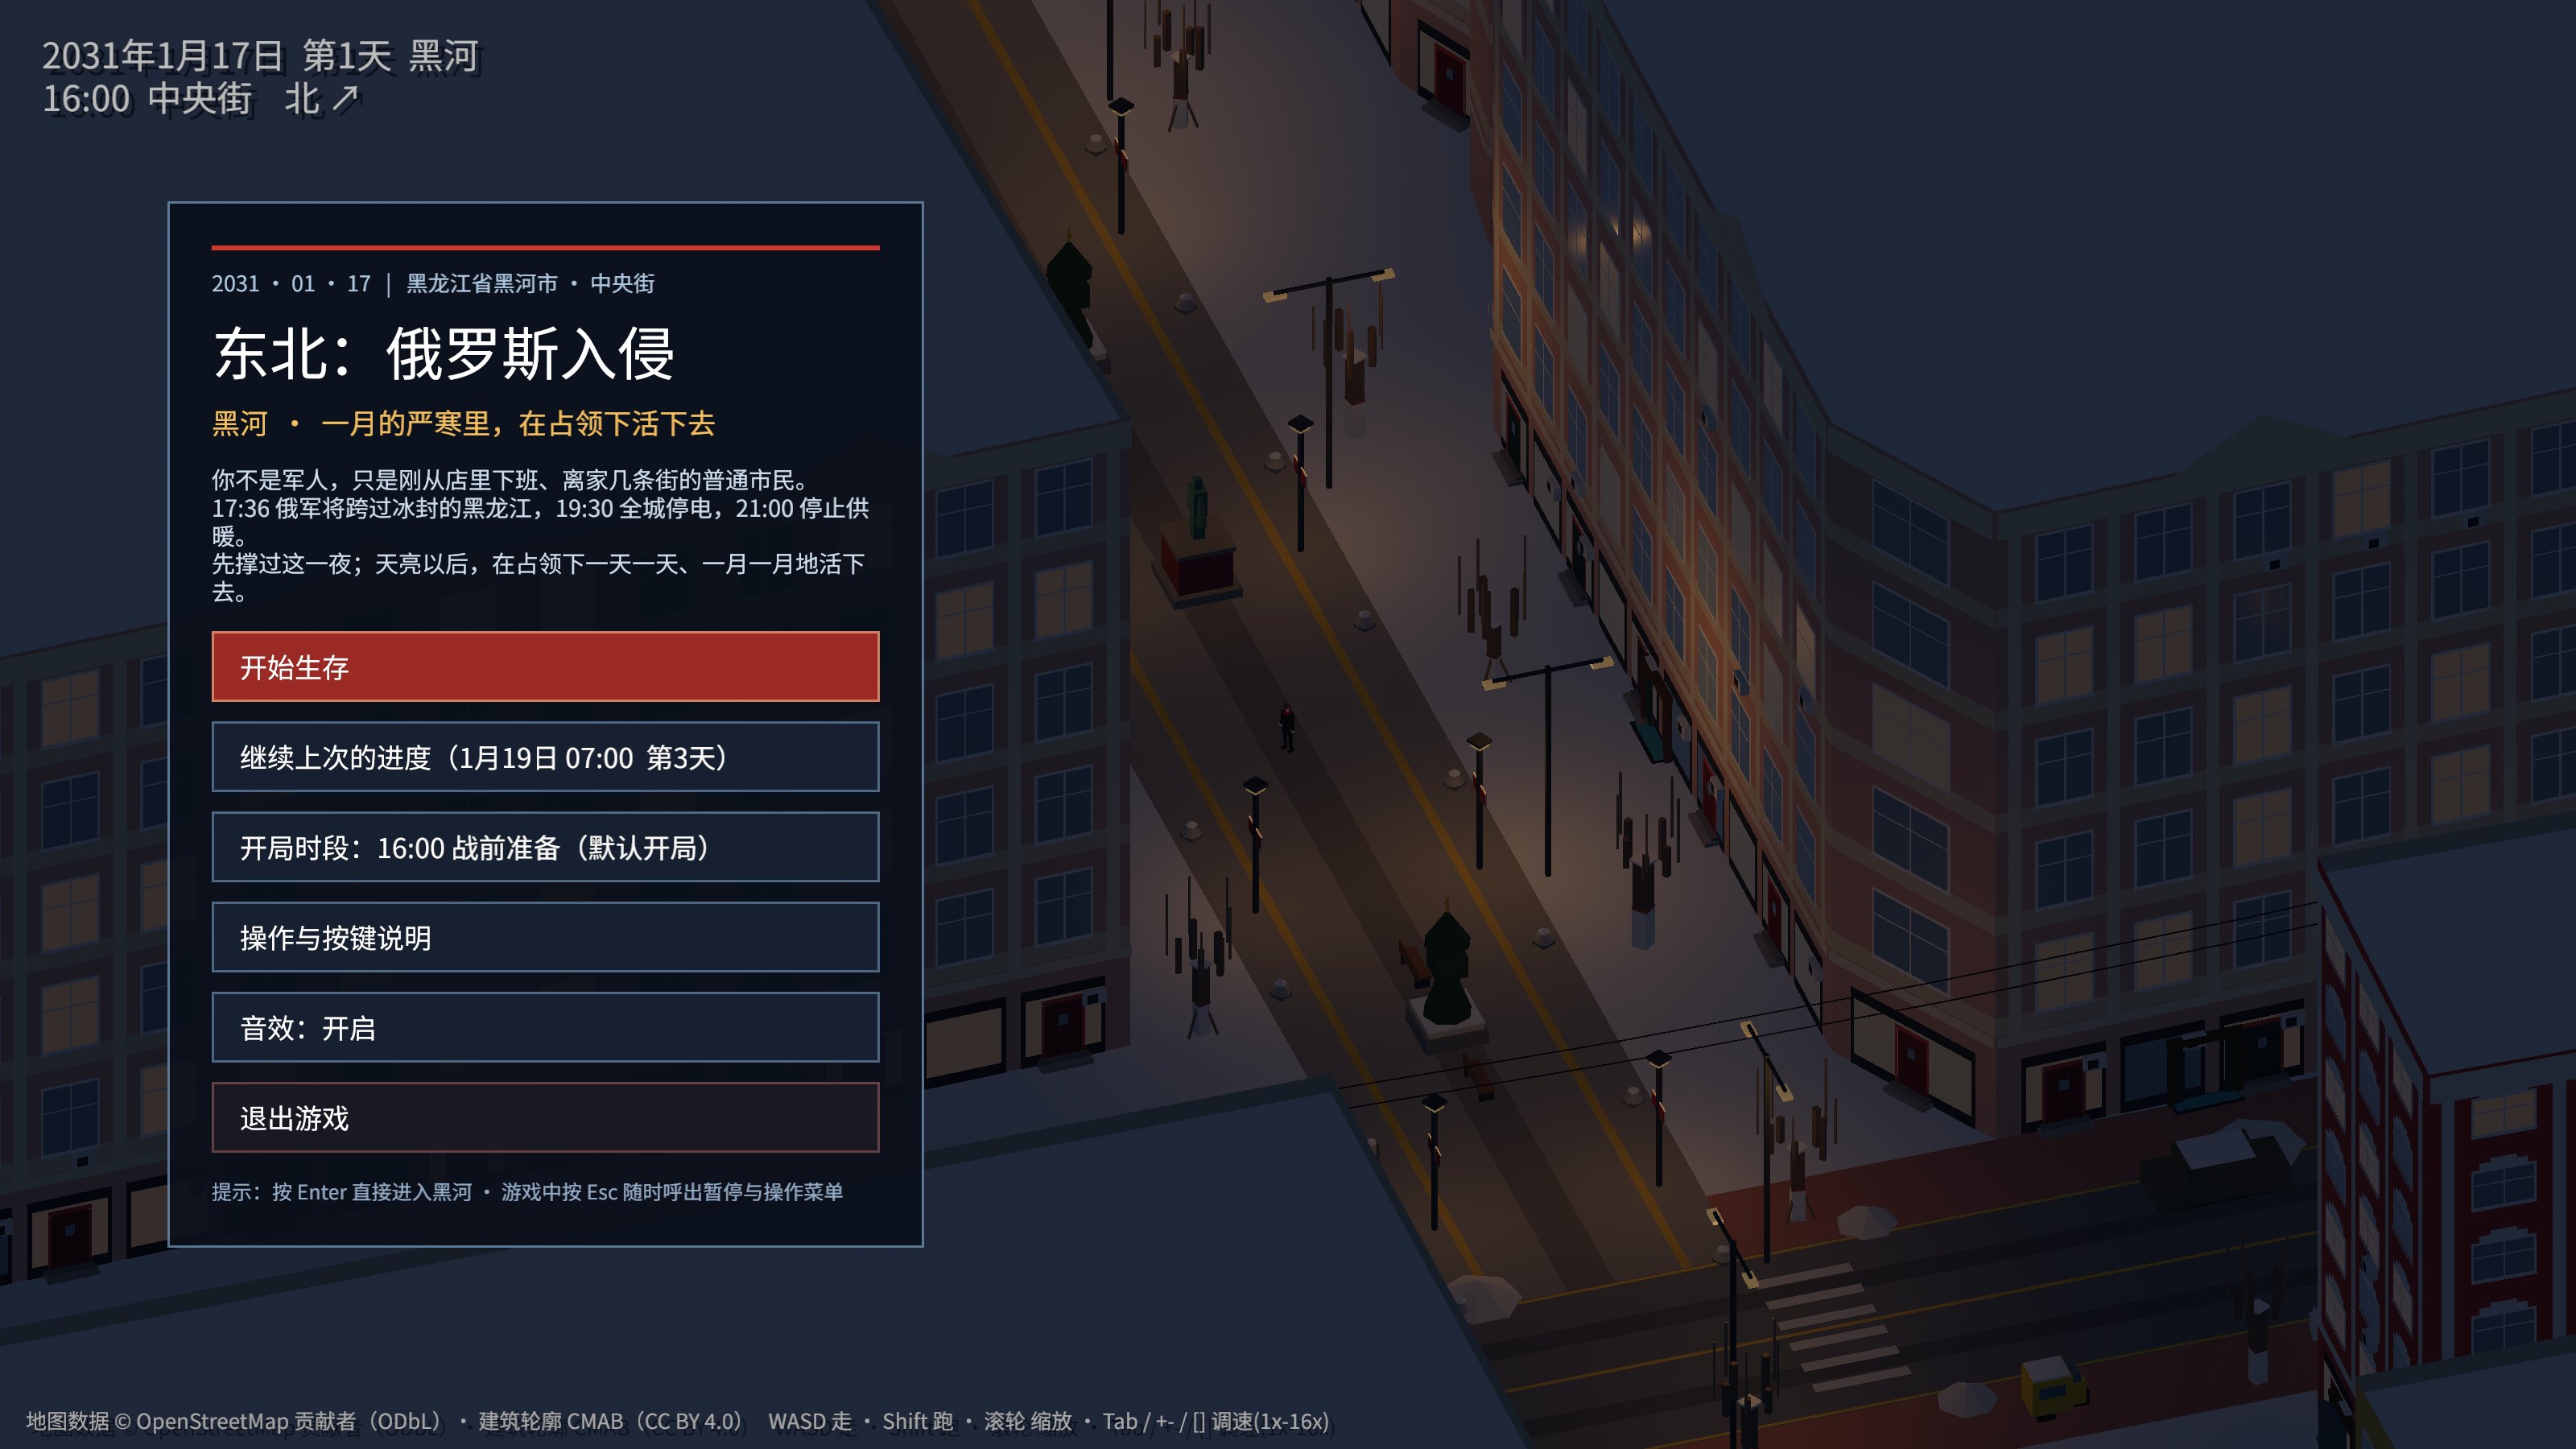 2031年1月17日 第1天 黑河
16:00 中央街 北↗
2031 · 01 · 17 | 黑龙江省黑河市 · 中央街
东北：俄罗斯入侵
黑河 · 一月的严寒里，在占领下活下去
你不是军人，只是刚从店里下班、离家几条街的普通市民。
17:36 俄军将跨过冰封的黑龙江，19:30 全城停电，21:00 停止供
暖。
先撑过这一夜；天亮以后，在占领下一天一天、一月一月地活下
去。
开始生存
继续上次的进度（1月19日 07:00 第3天）
开局时段：16:00 战前准备（默认开局）
操作与按键说明
音效：开启
退出游戏
提示：按 Enter 直接进入黑河 · 游戏中按 Esc 随时呼出暂停与操作菜单
地图数据 © OpenStreetMap 贡献者（ODbL） · 建筑轮廓 CMAB（CC BY 4.0） WASD 走 · Shift 跑 · 滚轮 缩放 · Tab / +- / [] 调速(1x-16x)